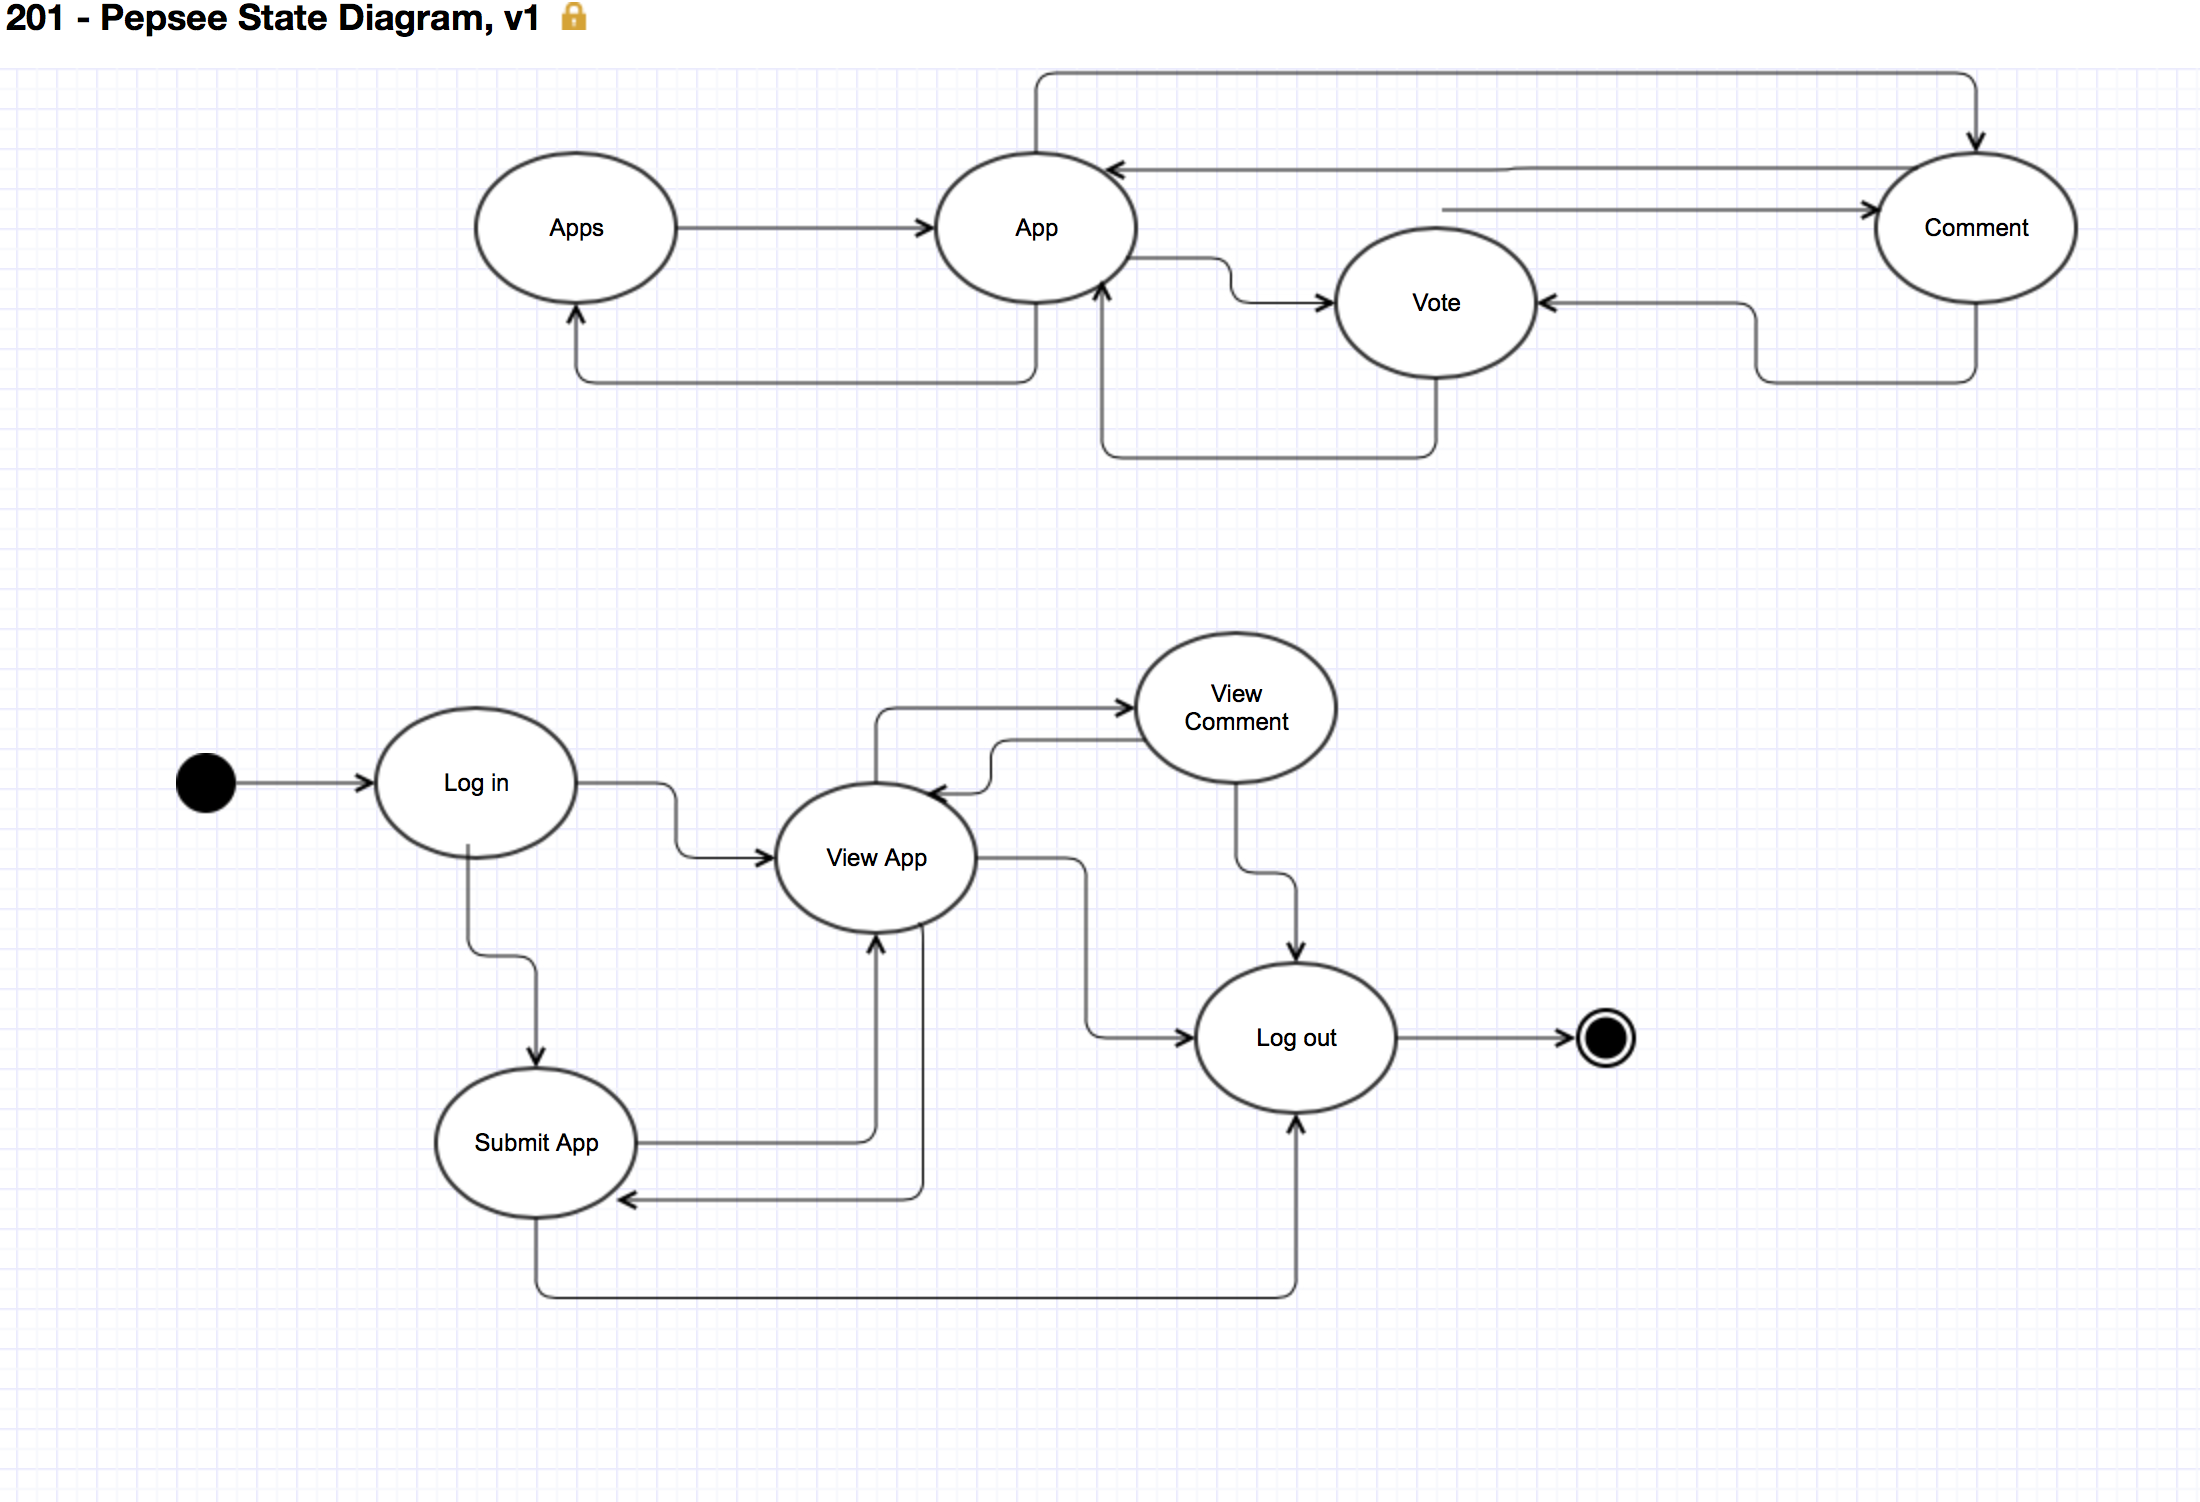 201 - Pepsee State Diagram, v1
Apps
App
Comment
Vote
View
Comment
Log in
View App
Log out
Submit App